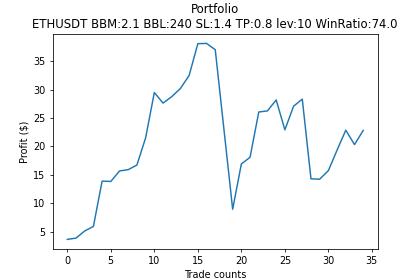 Portfolio
ETHUSDT BBM:2.1 BBL:240 SL:1.4 TP:0.8 lev:10 WinRatio:74.0
35
30
25
20
15
10
5
Profit ($)
0 5 10 15 20 25 30 35
Trade counts